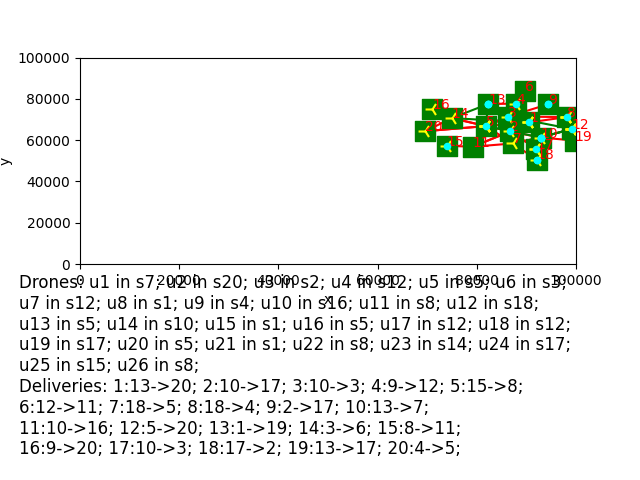 100000
80000
60000
40000
20000
0
y
12
19
0 20000 40000 60000 80000 100000
x
Drones: u1 in s7; u2 in s20; u3 in s2; u4 in s12; u5 in s5; u6 in s3;
u7 in s12; u8 in s1; u9 in s4; u10 in s16; u11 in s8; u12 in s18;
u13 in s5; u14 in s10; u15 in s1; u16 in s5; u17 in s12; u18 in s12;
u19 in s17; u20 in s5; u21 in s1; u22 in s8; u23 in s14; u24 in s17;
u25 in s15; u26 in s8;
Deliveries: 1:13->20; 2:10->17; 3:10->3; 4:9->12; 5:15->8;
6:12->11; 7:18->5; 8:18->4; 9:2->17; 10:13->7;
11:10->16; 12:5->20; 13:1->19; 14:3->6; 15:8->11;
16:9->20; 17:10->3; 18:17->2; 19:13->17; 20:4->5;